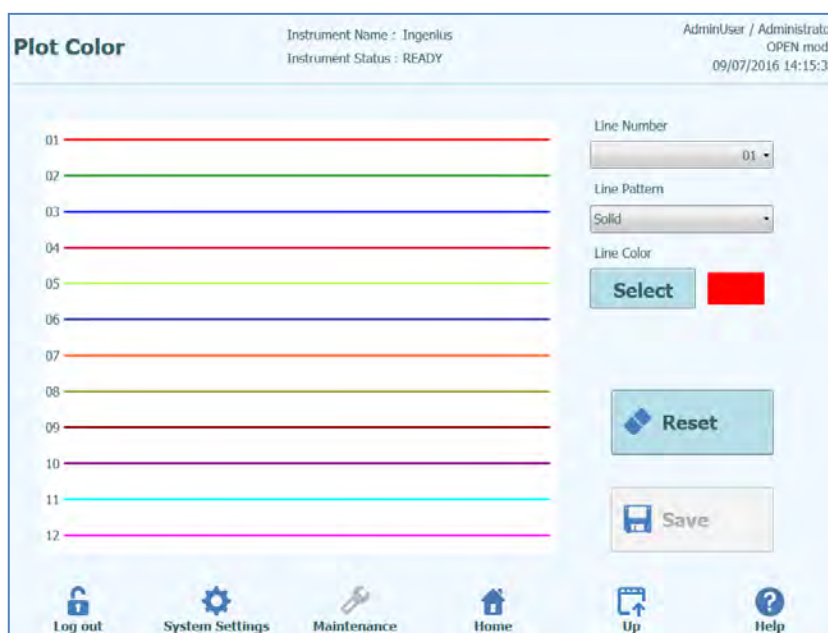 Plot Color
Instrument Name : Ingenius
Instrument Status : READY
AdminUser / Administrato
OPEN mod
09/07/2016 14:15:3
01
02
03
04
05
06
07
08
09
10
11
12
Line Number
01
Line Pattern
Solid
Line Color
Select
Reset
Save
Log out
System Settings
Maintenance
Home
Up
Help